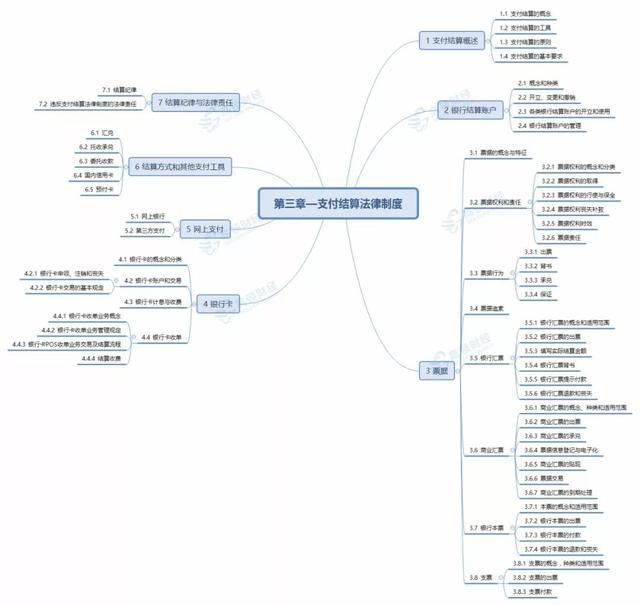 第三章—支付结算法律制度
1 支付结算概述
1.1 支付结算的概念
1.2 支付结算的工具
1.3 支付结算的原则
1.4 支付结算的基本要求
2 银行结算账户
2.1 概念和种类
2.2 开立、变更和撤销
2.3 各类银行结算账户的开立和使用
2.4 银行结算账户的管理
3 票据
3.1 票据的概念与特征
3.2 票据权利和责任
3.2.1 票据权利的概念和分类
3.2.2 票据权利的取得
3.2.3 票据权利的行使与保全
3.2.4 票据权利丧失补救
3.2.5 票据权利时效
3.2.6 票据责任
3.3 票据行为
3.3.1 出票
3.3.2 背书
3.3.3 承兑
3.3.4 保证
3.4 票据追索
3.5 银行汇票
3.5.1 银行汇票的概念和适用范围
3.5.2 银行汇票的出票
3.5.3 填写实际结算金额
3.5.4 银行汇票背书
3.5.5 银行汇票提示付款
3.5.6 银行汇票退款和丧失
3.6 商业汇票
3.6.1 商业汇票的概念、种类和适用范围
3.6.2 商业汇票的出票
3.6.3 商业汇票的承兑
3.6.4 票据信息登记与电子化
3.6.5 商业汇票的贴现
3.6.6 票据交易
3.6.7 商业汇票的到期处理
3.7 银行本票
3.7.1 本票的概念和适用范围
3.7.2 银行本票的出票
3.7.3 银行本票的付款
3.7.4 银行本票的退款和丧失
3.8 支票
3.8.1 支票的概念，种类和适用范围
3.8.2 支票的出票
3.8.3 支票付款
4 银行卡
4.1 银行卡的概念和分类
4.2 银行卡账户和交易
4.2.1 银行卡申领、注销和丧失
4.2.2 银行卡交易的基本规定
4.3 银行卡计息与收费
4.4 银行卡收单
4.4.1 银行卡收单业务概念
4.4.2 银行卡收单业务管理规定
4.4.3 银行卡POS收单业务交易及结算流程
4.4.4 结算收费
5 网上支付
5.1 网上银行
5.2 第三方支付
6 结算方式和其他支付工具
6.1 汇兑
6.2 托收承兑
6.3 委托收款
6.4 国内信用卡
6.5 预付卡
7 结算纪律与法律责任
7.1 结算纪律
7.2 违反支付结算法律制度的法律责任